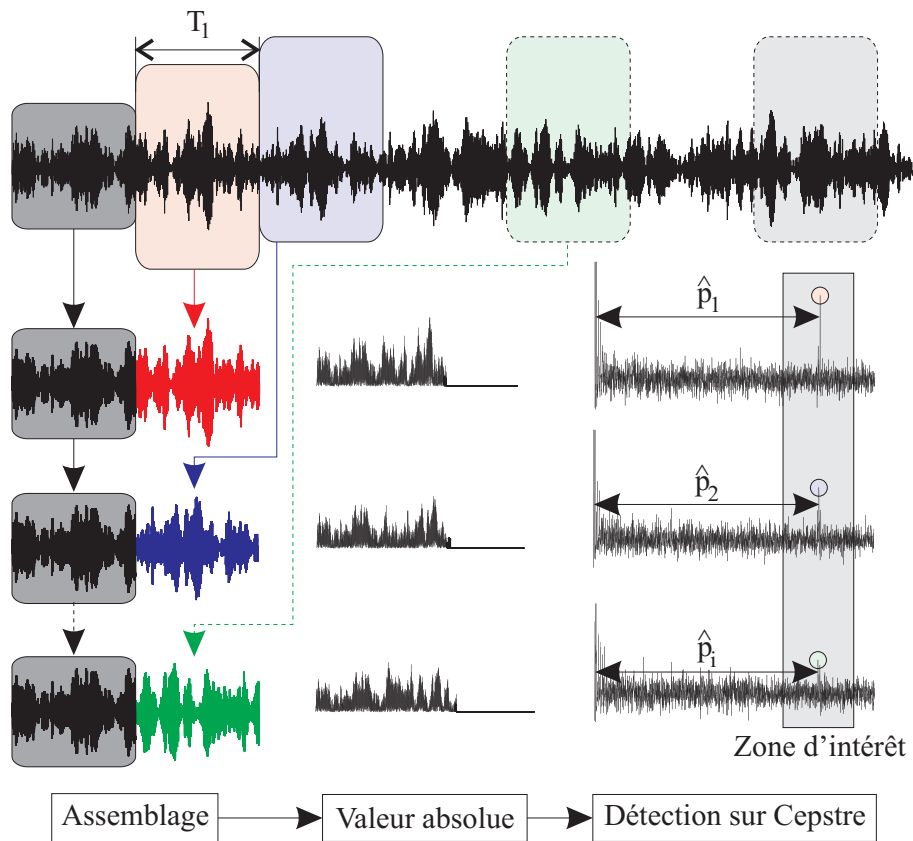 T₁
p̂₁
p̂₂
p̂ᵢ
Zone d'intérêt
Assemblage
Valeur absolue
Détection sur Cepstre